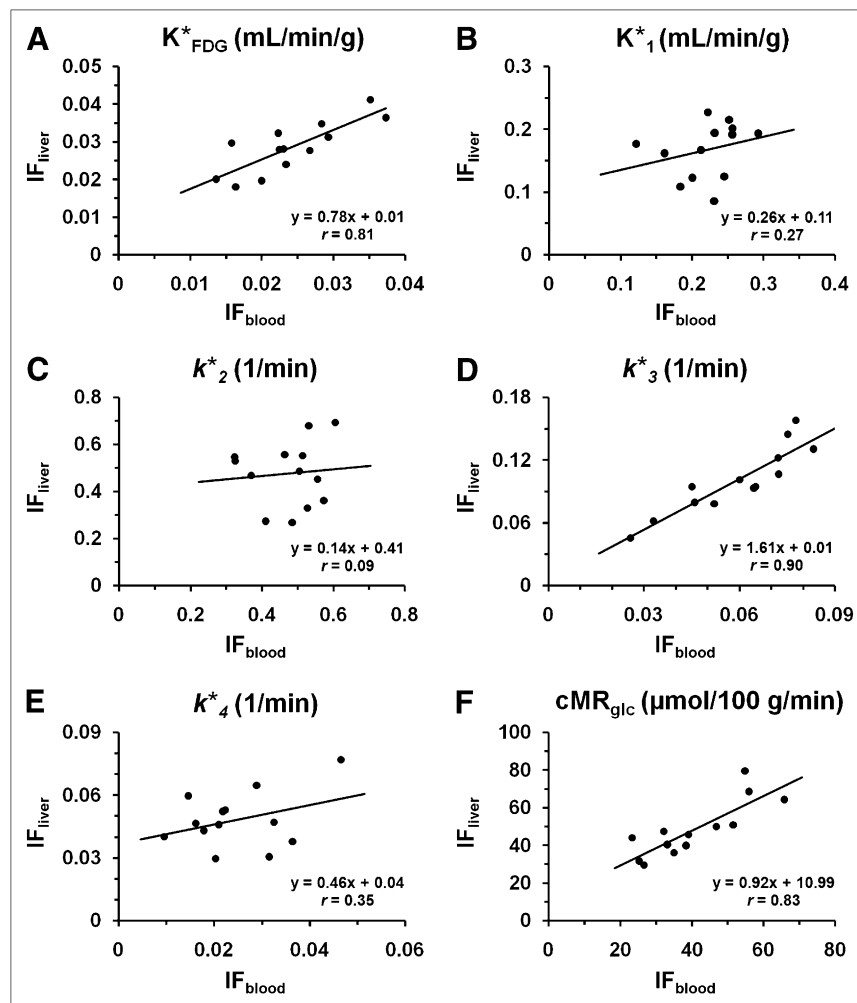 A
K*FDG (mL/min/g)
0.05
0.04
0.03
0.02
0.01
0
IFliver
y = 0.78x + 0.01
r = 0.81
0
0.01
0.02
0.03
0.04
IFblood
B
K*1 (mL/min/g)
0.3
0.2
0.1
0
IFliver
y = 0.26x + 0.11
r = 0.27
0
0.1
0.2
0.3
0.4
IFblood
C
k*2 (1/min)
0.8
0.6
0.4
0.2
0
IFliver
y = 0.14x + 0.41
r = 0.09
0
0.2
0.4
0.6
0.8
IFblood
D
k*3 (1/min)
0.18
0.12
0.06
0
IFliver
y = 1.61x + 0.01
r = 0.90
0
0.03
0.06
0.09
IFblood
E
k*4 (1/min)
0.09
0.06
0.03
0
IFliver
y = 0.46x + 0.04
r = 0.35
0
0.02
0.04
0.06
IFblood
F
cMRglc (µmol/100 g/min)
100
80
60
40
20
0
IFliver
y = 0.92x + 10.99
r = 0.83
0
20
40
60
80
IFblood